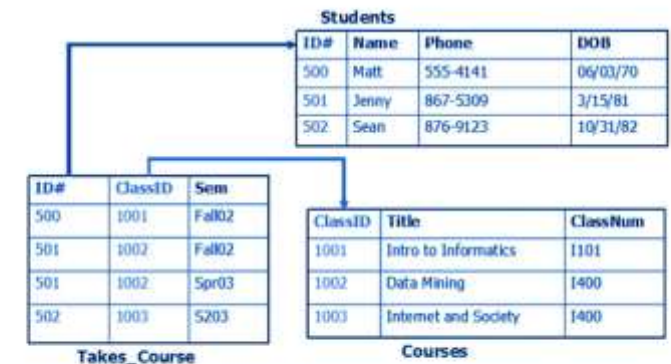 Students
ID# Name Phone DOB
500 Matt 555-4141 06/03/70
501 Jenny 867-5309 3/15/81
502 Sean 876-9123 10/31/82
ID# ClassID Sem
500 1001 Fall02
501 1002 Fall02
501 1002 Spr03
502 1003 S203
Takes_Course
ClassID Title ClassNum
1001 Intro to Informatics I101
1002 Data Mining I400
1003 Internet and Society I400
Courses